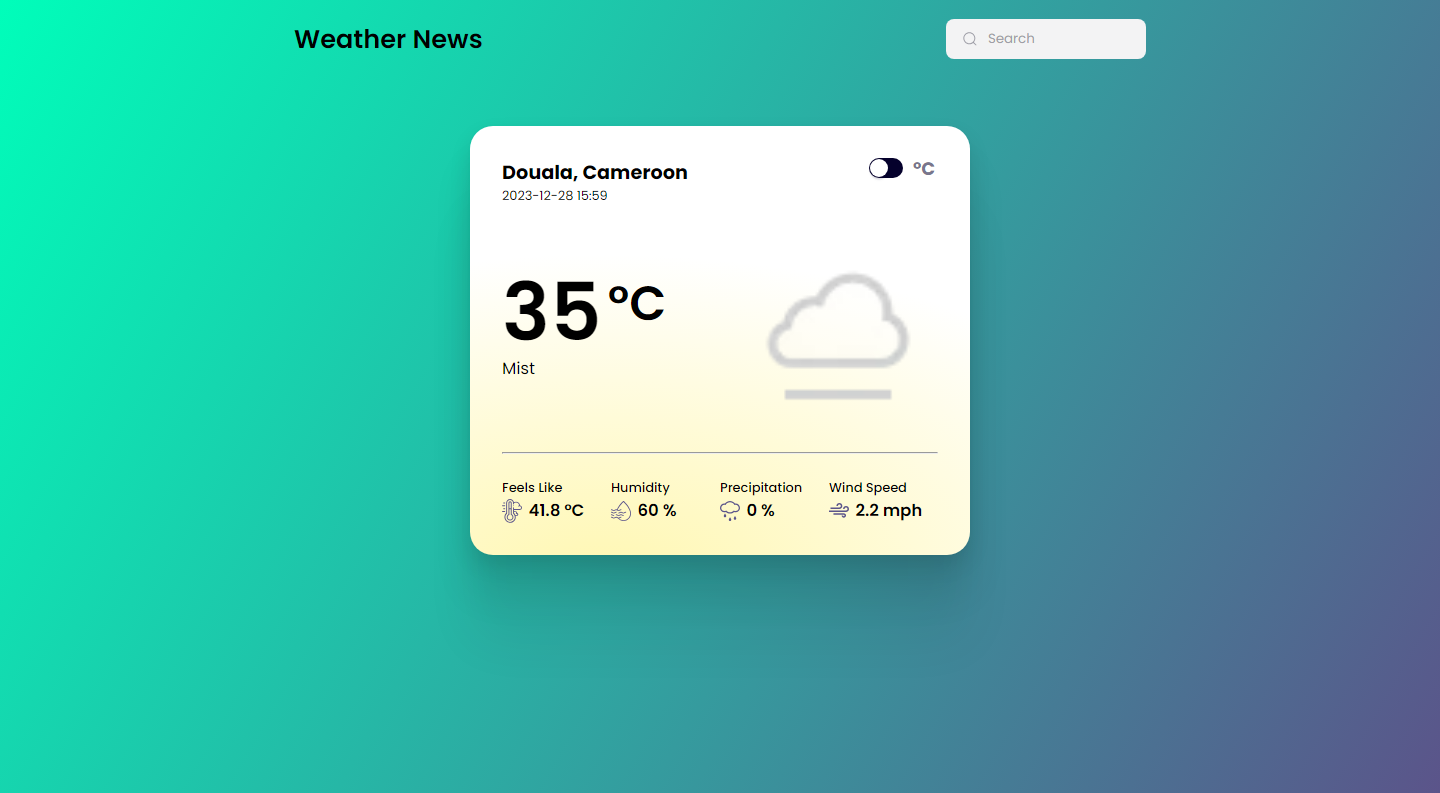 Weather News
Search
Douala, Cameroon
°C
2023-12-28 15:59
35 °C
Mist
Feels Like
41.8 °C
Humidity
60 %
Precipitation
0 %
Wind Speed
2.2 mph